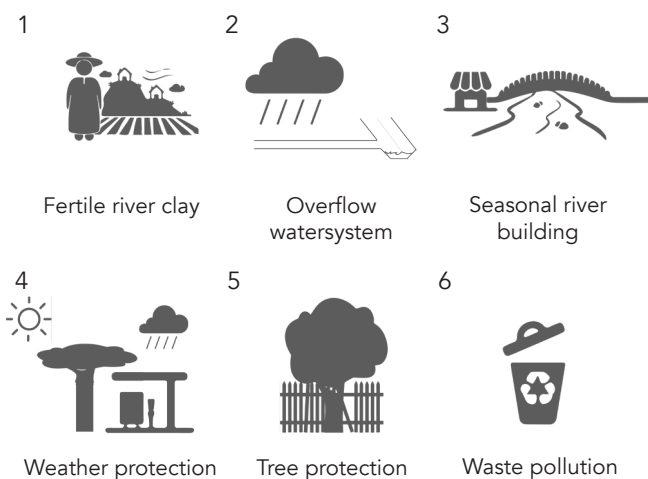 1
2
3
Fertile river clay
Overflow
watersystem
Seasonal river
building
4
5
6
Weather protection
Tree protection
Waste pollution